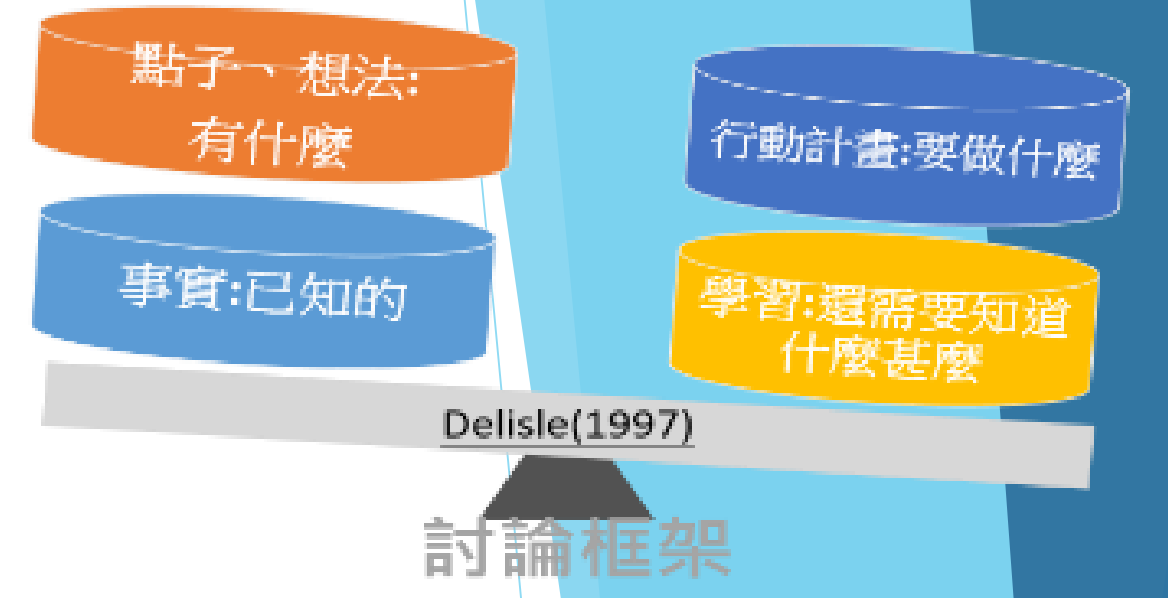 點子、想法:
有什麼
事實:已知的
行動計畫:要做什麼
學習:還需要知道
什麼甚麼
Delisle(1997)
討論框架